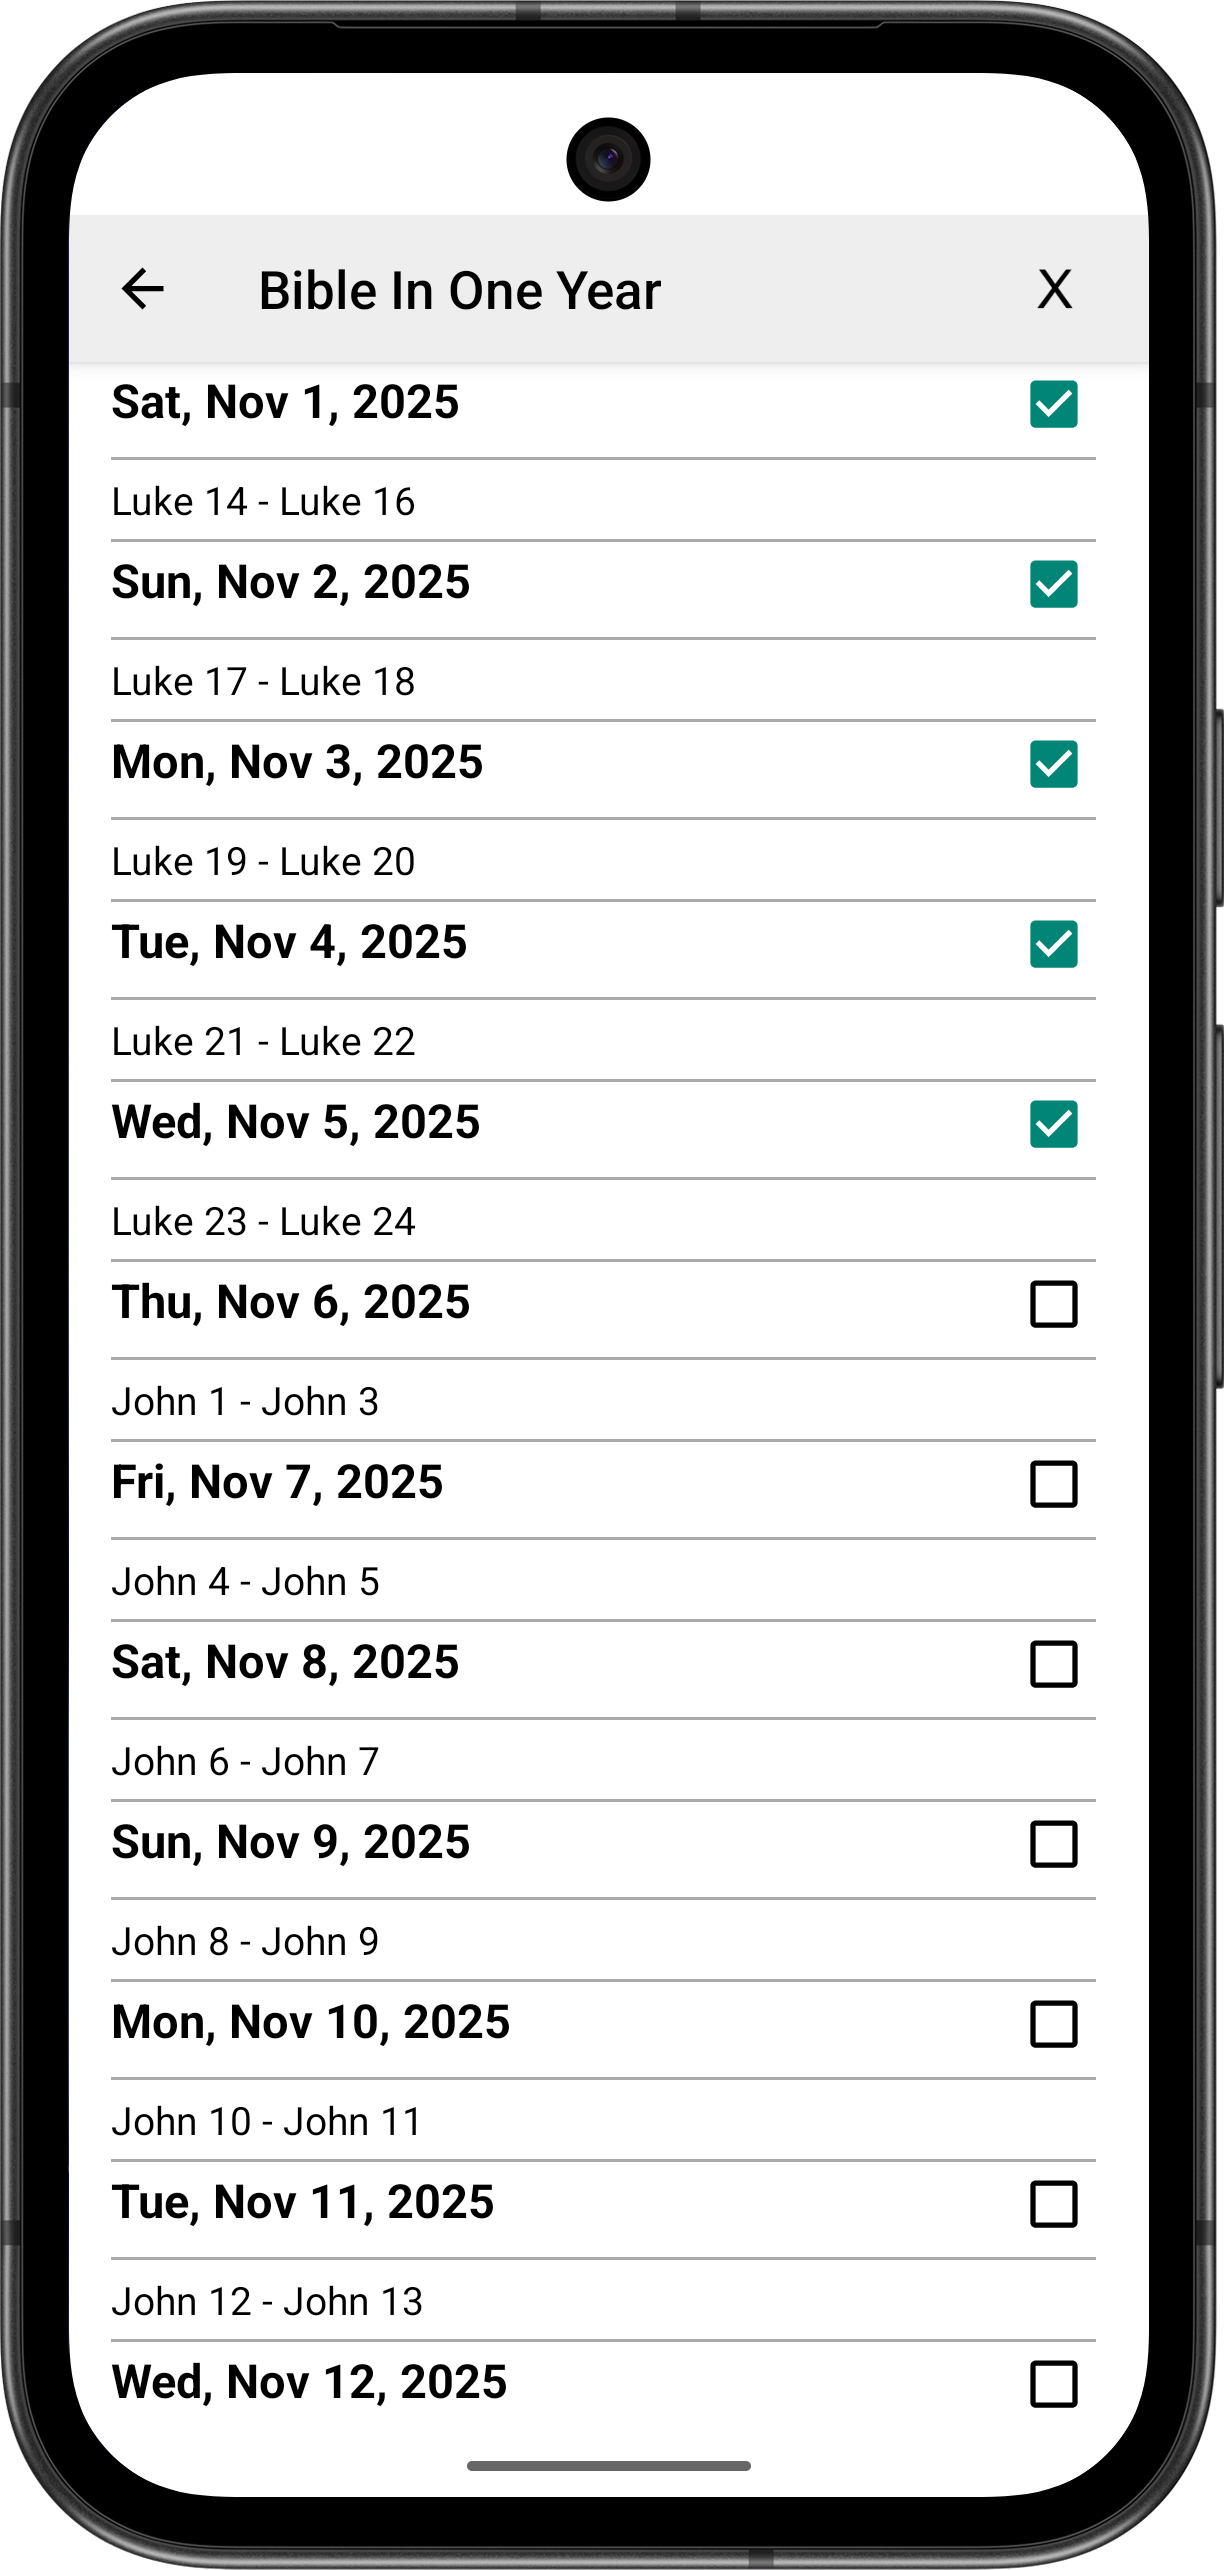 Bible In One Year X
Sat, Nov 1, 2025
Luke 14 - Luke 16
Sun, Nov 2, 2025
Luke 17 - Luke 18
Mon, Nov 3, 2025
Luke 19 - Luke 20
Tue, Nov 4, 2025
Luke 21 - Luke 22
Wed, Nov 5, 2025
Luke 23 - Luke 24
Thu, Nov 6, 2025
John 1 - John 3
Fri, Nov 7, 2025
John 4 - John 5
Sat, Nov 8, 2025
John 6 - John 7
Sun, Nov 9, 2025
John 8 - John 9
Mon, Nov 10, 2025
John 10 - John 11
Tue, Nov 11, 2025
John 12 - John 13
Wed, Nov 12, 2025